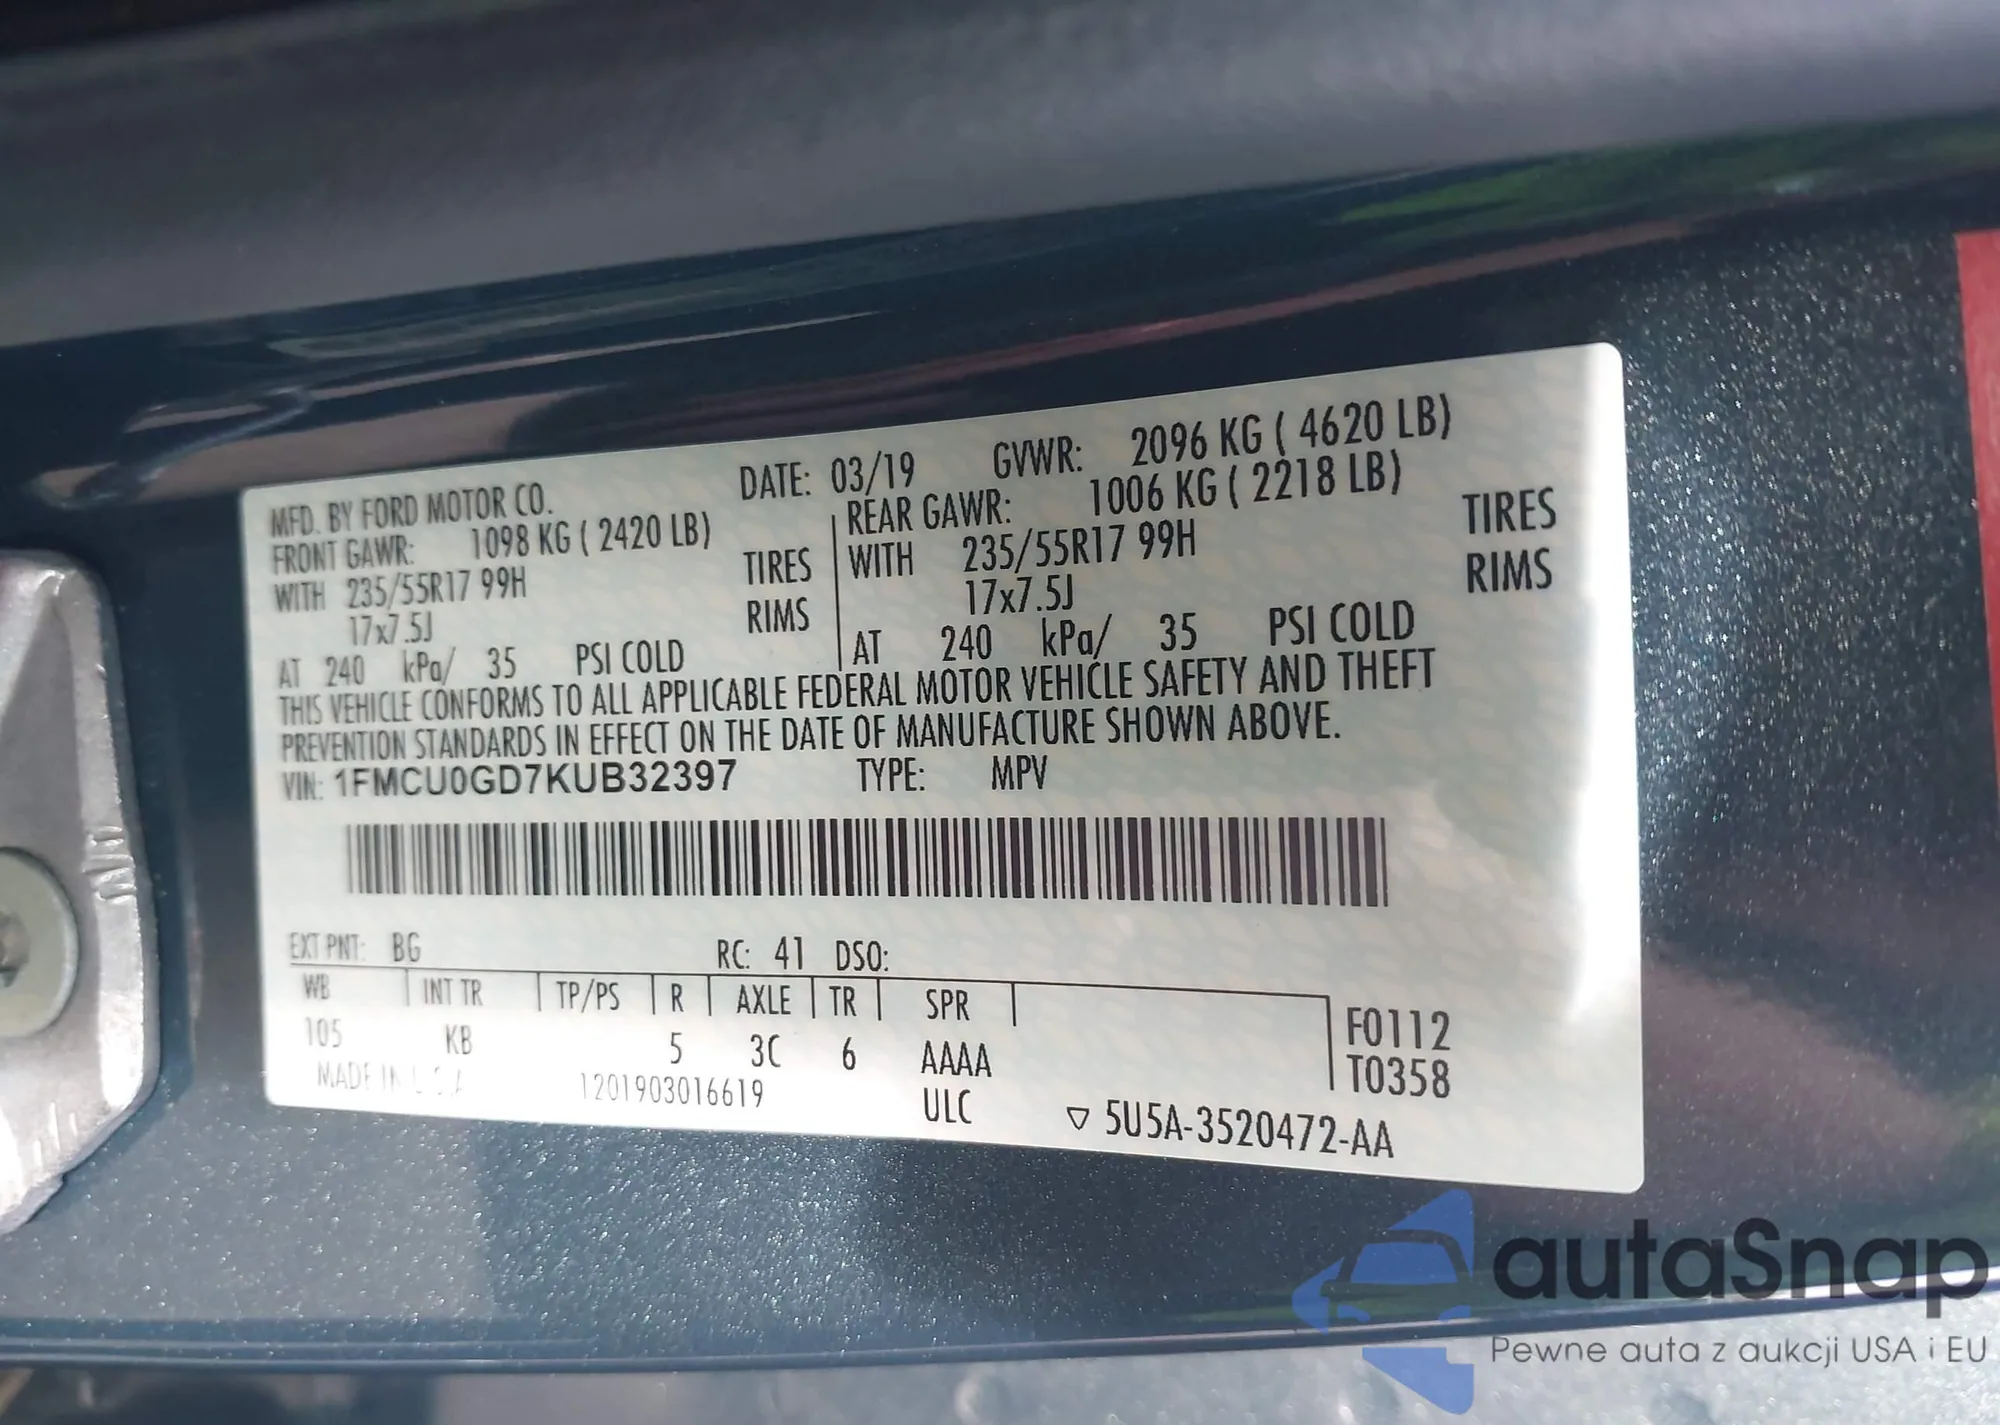 MFD. BY FORD MOTOR CO. DATE: 03/19 GVWR: 2096 KG ( 4620 LB)
FRONT GAWR: 1098 KG ( 2420 LB) REAR GAWR: 1006 KG ( 2218 LB)
WITH 235/55R17 99H TIRES WITH 235/55R17 99H TIRES
17x7.5J RIMS 17x7.5J RIMS
AT 240 kPa/ 35 PSI COLD AT 240 kPa/ 35 PSI COLD
THIS VEHICLE CONFORMS TO ALL APPLICABLE FEDERAL MOTOR VEHICLE SAFETY AND THEFT
PREVENTION STANDARDS IN EFFECT ON THE DATE OF MANUFACTURE SHOWN ABOVE.
VIN: 1FMCU0GD7KUB32397 TYPE: MPV
EXT PNT: BG RC: 41 DSO:
WB INT TR TP/PS R AXLE TR SPR
105 KB 5 3C 6 AAAA
F0112
T0358
MADE IN U.S.A 1201903016619 ULC ▽ 5U5A-3520472-AA
autaSnap
Pewne auta z aukcji USA i EU